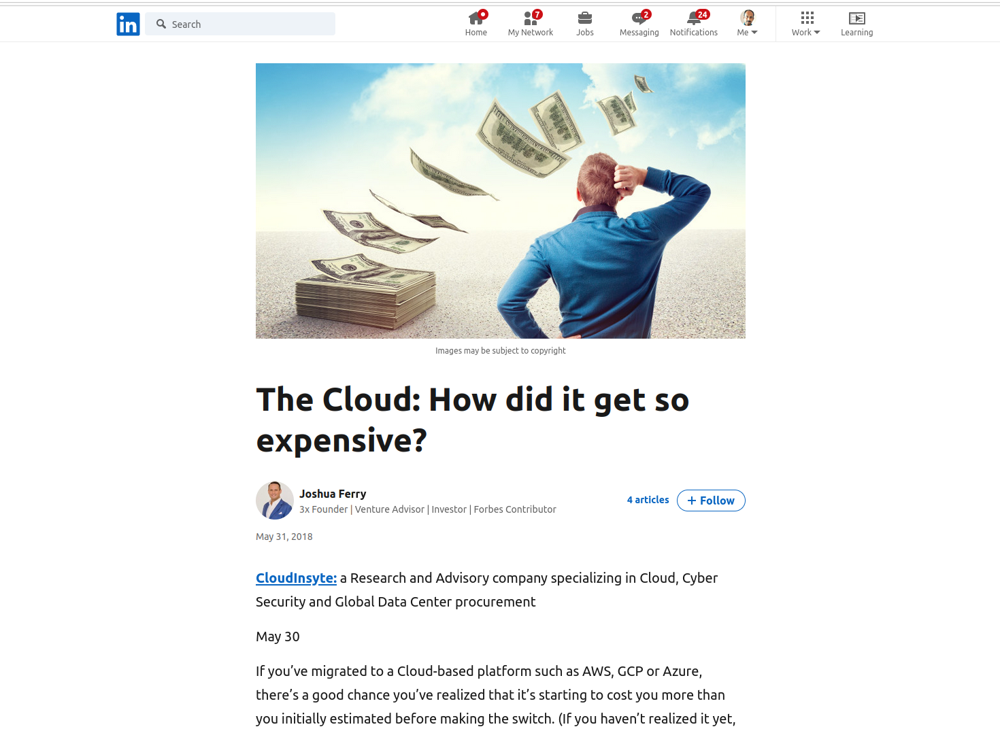 in
Search
Home
7
My Network
Jobs
2
Messaging
24
Notifications
Me
Work
Learning
Images may be subject to copyright
The Cloud: How did it get so
expensive?
Joshua Ferry
3x Founder | Venture Advisor | Investor | Forbes Contributor
4 articles
+ Follow
May 31, 2018
CloudInsyte: a Research and Advisory company specializing in Cloud, Cyber
Security and Global Data Center procurement
May 30
If you’ve migrated to a Cloud-based platform such as AWS, GCP or Azure,
there’s a good chance you’ve realized that it’s starting to cost you more than
you initially estimated before making the switch. (If you haven’t realized it yet,